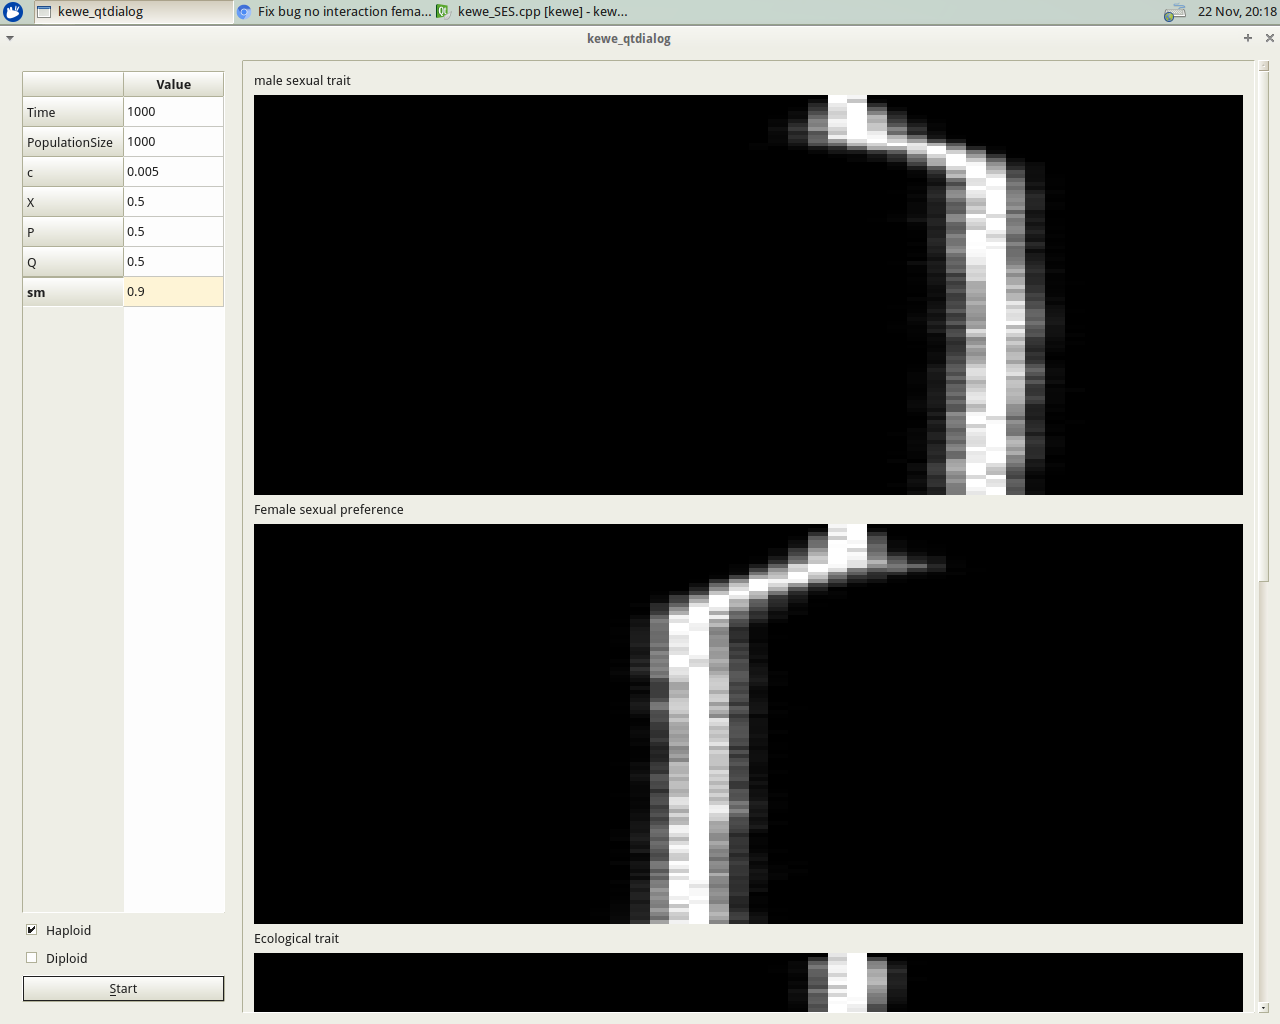 kewe_qtdialog
Fix bug no interaction fema...
kewe_SES.cpp [kewe] - kew...
22 Nov, 20:18
kewe_qtdialog
Value
Time 1000
PopulationSize 1000
c 0.005
X 0.5
P 0.5
Q 0.5
sm 0.9
Haploid
Diploid
Start
male sexual trait
Female sexual preference
Ecological trait